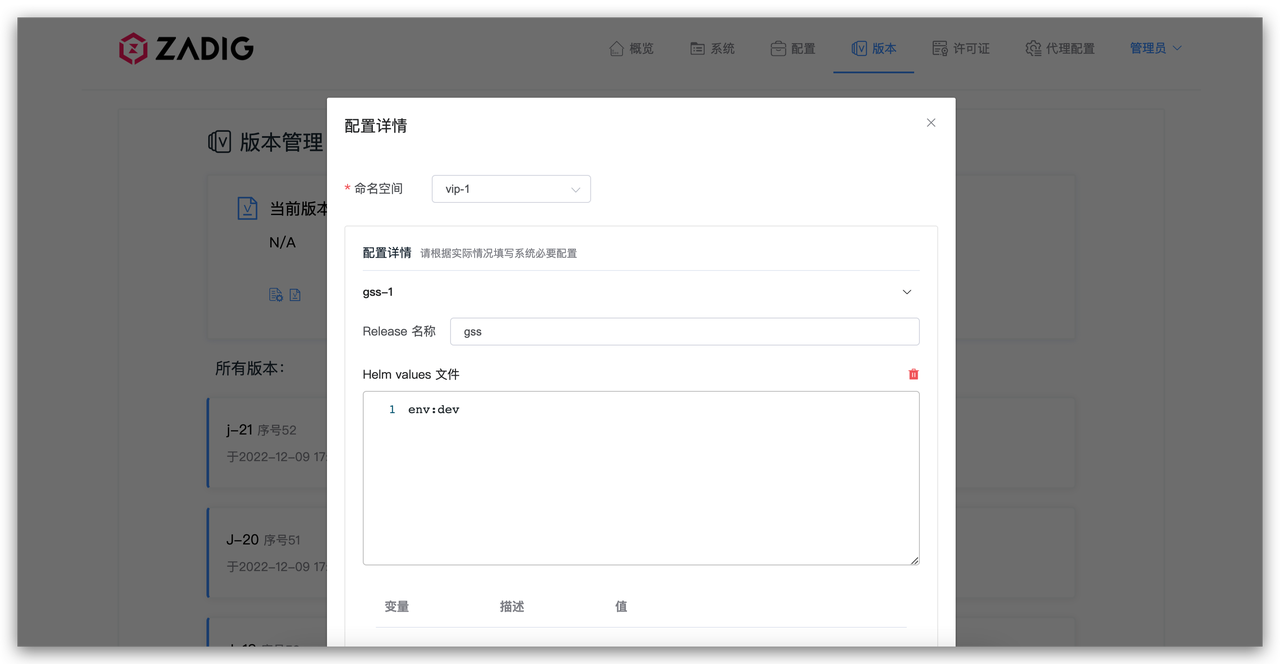 ZADIG 概览 系统 配置 版本 许可证 代理配置 管理员
版本管理
配置详情
* 命名空间 vip-1
当前版本
N/A
配置详情 请根据实际情况填写系统必要配置
gss-1
Release 名称 gss
所有版本:
Helm values 文件
1 env:dev
j-21 序号52
于2022-12-09 17:
J-20 序号51
于2022-12-09 17:
变量 描述 值